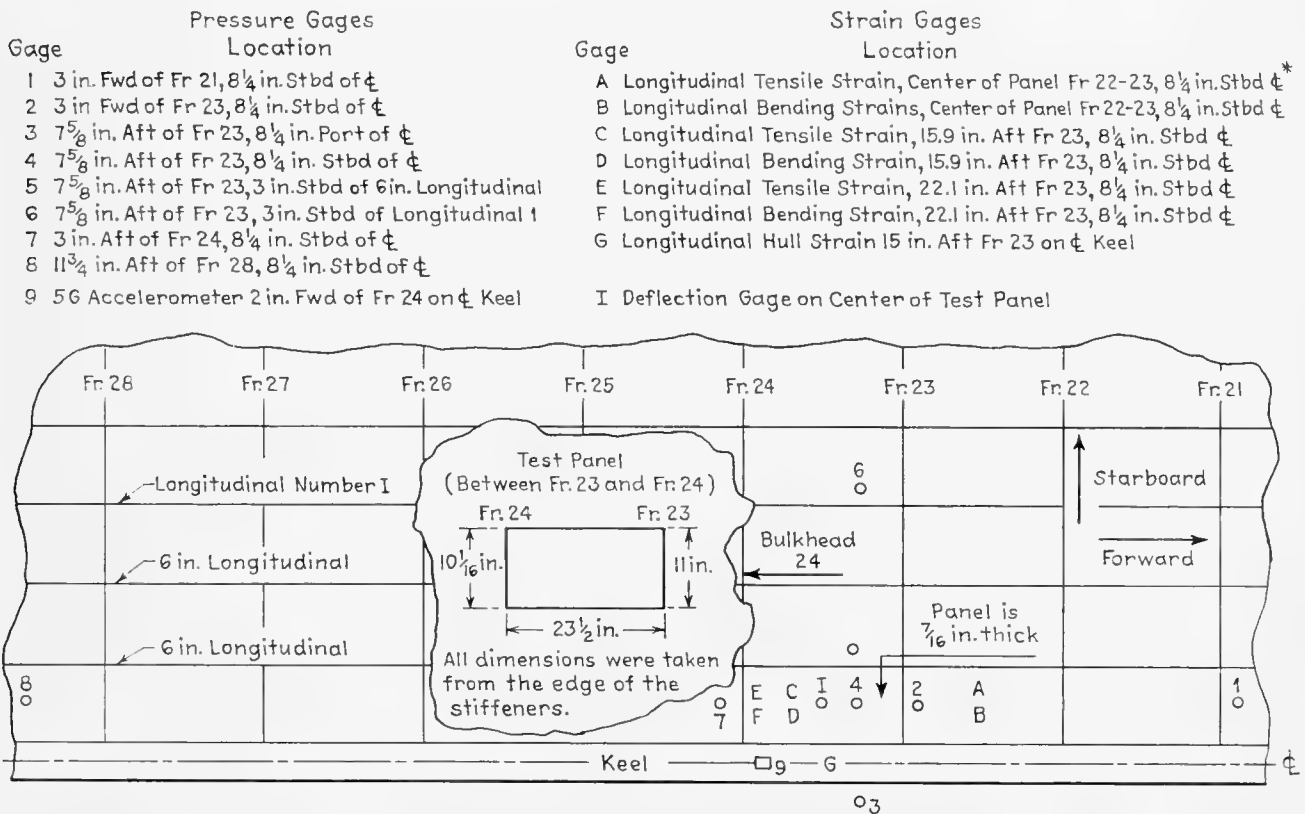 Pressure Gages
Gage Location
1 3 in. Fwd of Fr 21, 8¼ in. Stbd of ℄
2 3 in Fwd of Fr 23, 8¼ in. Stbd of ℄
3 7⅝ in. Aft of Fr 23, 8¼ in. Port of ℄
4 7⅝ in. Aft of Fr 23, 8¼ in. Stbd of ℄
5 7⅝ in. Aft of Fr 23, 3 in. Stbd of 6in. Longitudinal
6 7⅝ in. Aft of Fr 23, 3in. Stbd of Longitudinal 1
7 3 in. Aft of Fr 24, 8¼ in. Stbd of ℄
8 11¾ in. Aft of Fr 28, 8¼ in. Stbd of ℄
9 5G Accelerometer 2 in. Fwd of Fr 24 on ℄ Keel
Strain Gages
Gage Location
A Longitudinal Tensile Strain, Center of Panel Fr 22-23, 8¼ in. Stbd ℄*
B Longitudinal Bending Strains, Center of Panel Fr 22-23, 8¼ in. Stbd ℄
C Longitudinal Tensile Strain, 15.9 in. Aft Fr 23, 8¼ in. Stbd ℄
D Longitudinal Bending Strain, 15.9 in. Aft Fr 23, 8¼ in. Stbd ℄
E Longitudinal Tensile Strain, 22.1 in. Aft Fr 23, 8¼ in. Stbd ℄
F Longitudinal Bending Strain, 22.1 in. Aft Fr 23, 8¼ in. Stbd ℄
G Longitudinal Hull Strain 15 in. Aft Fr 23 on ℄ Keel
I Deflection Gage on Center of Test Panel
Fr. 28 Fr. 27 Fr. 26 Fr. 25 Fr. 24 Fr. 23 Fr. 22 Fr. 21
Test Panel
(Between Fr. 23 and Fr. 24)
Fr. 24 Fr. 23
10 1/16 in. 11 in.
23½ in.
All dimensions were taken
from the edge of the
stiffeners.
Longitudinal Number I
6 in. Longitudinal
6 in. Longitudinal
6
Starboard
Forward
Bulkhead
24
Panel is
7/16 in. thick
8 E C I 4 2 A 1
7 F D B
Keel 9 G ℄
3